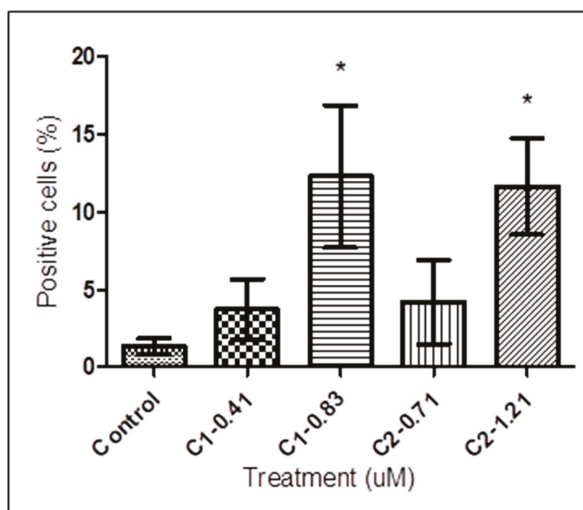 20
*
*
15
10
5
0
Positive cells (%)
Control
C1-0.41
C1-0.83
C2-0.71
C2-1.21
Treatment (uM)